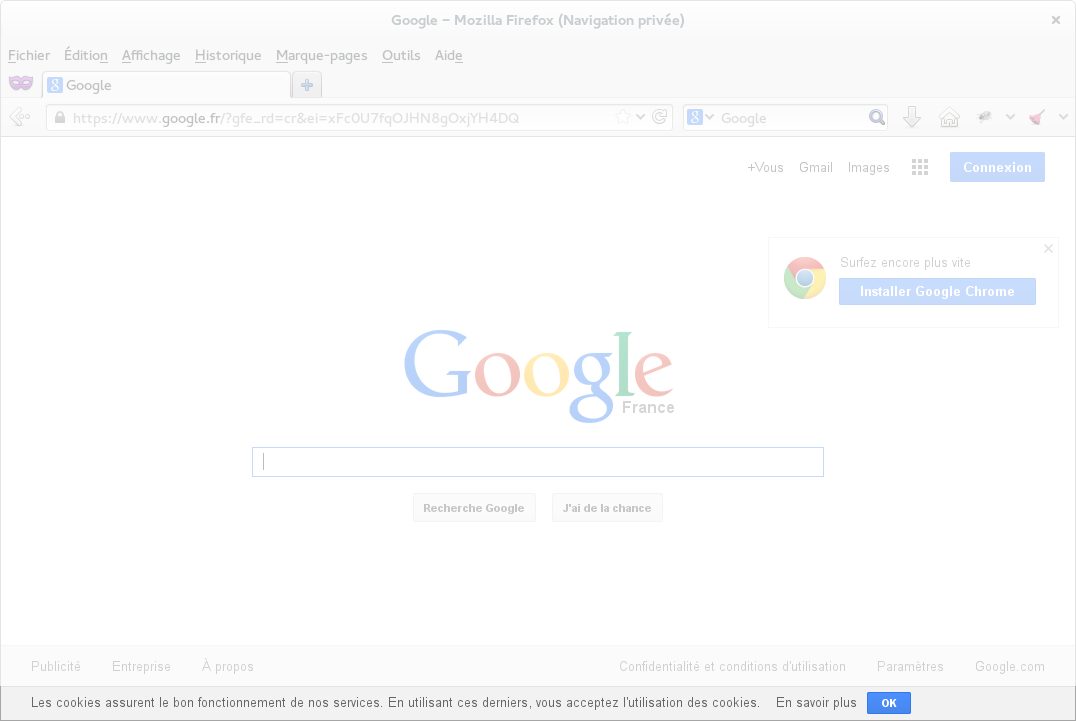 Google – Mozilla Firefox (Navigation privée)
Fichier Édition Affichage Historique Marque-pages Outils Aide
Google
https://www.google.fr/?gfe_rd=cr&ei=xFc0U7fqOJHN8gOxjYH4DQ Google
+Vous Gmail Images Connexion
Surfez encore plus vite
Installer Google Chrome
Google
France
Recherche Google J'ai de la chance
Publicité Entreprise À propos Confidentialité et conditions d'utilisation Paramètres Google.com
Les cookies assurent le bon fonctionnement de nos services. En utilisant ces derniers, vous acceptez l'utilisation des cookies. En savoir plus OK